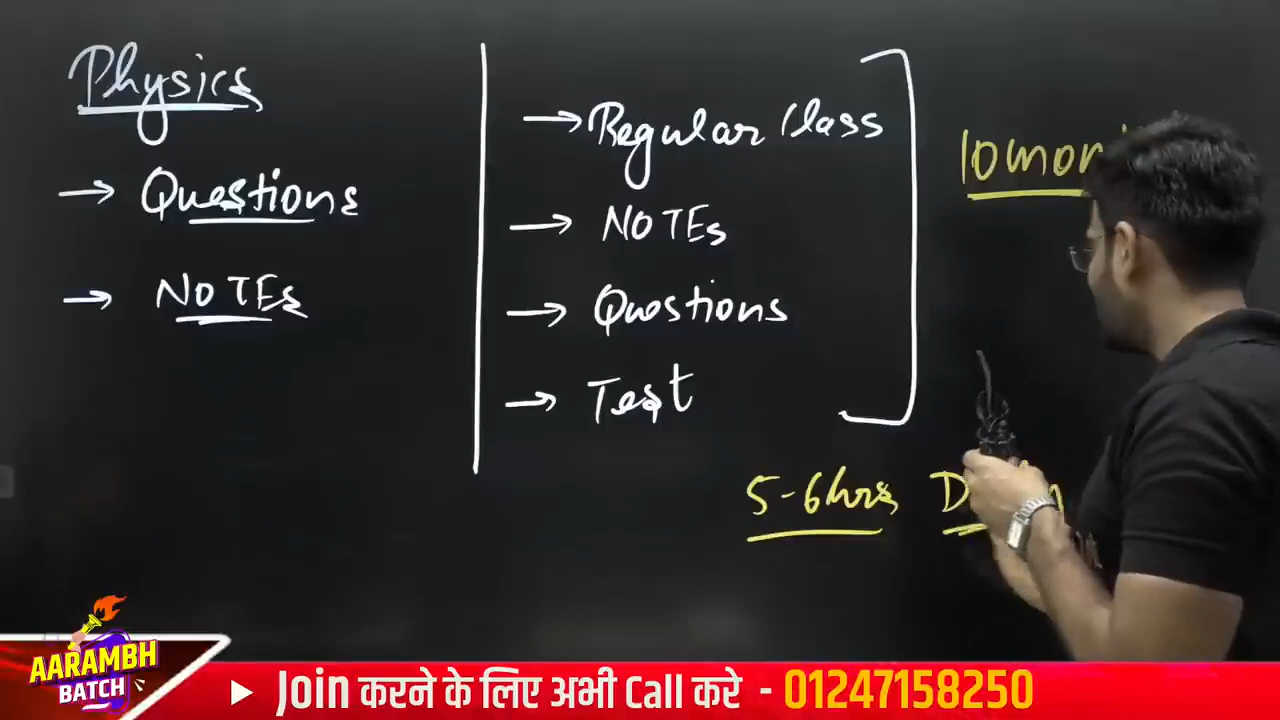 Physics
→ Questions
→ NOTEs
→ Regular Class
→ NOTEs
→ Questions
→ Test
5-6hrs
AARAMBH
BATCH
▶ Join करने के लिए अभी Call करे - 01247158250